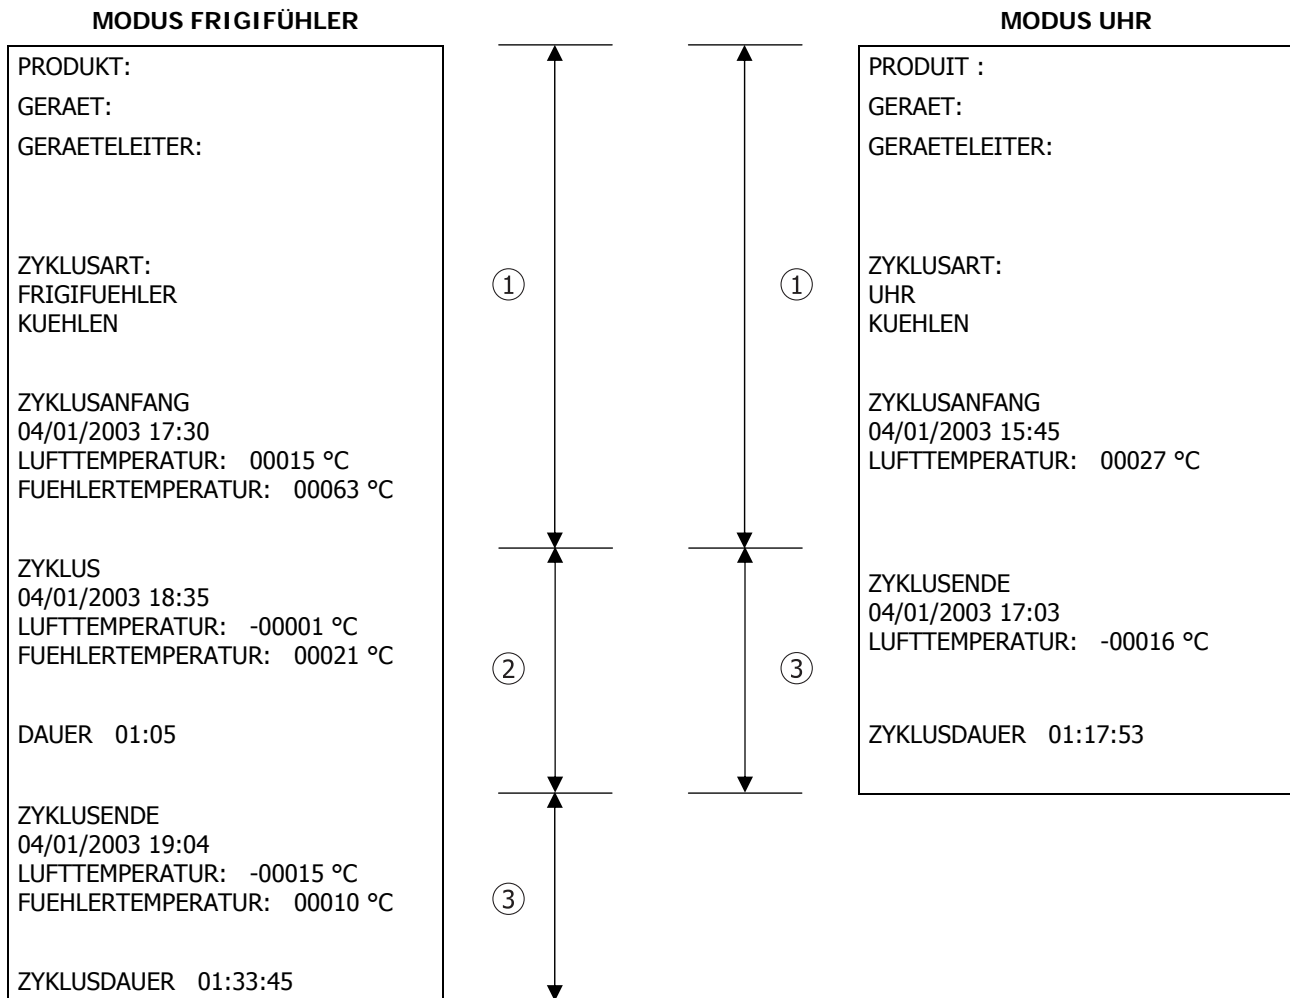 MODUS FRIGIFÜHLER
PRODUKT:
GERAET:
GERAETELEITER:
ZYKLUSART:
FRIGIFUEHLER
KUEHLEN
ZYKLUSANFANG
04/01/2003 17:30
LUFTTEMPERATUR: 00015 °C
FUEHLERTEMPERATUR: 00063 °C
ZYKLUS
04/01/2003 18:35
LUFTTEMPERATUR: -00001 °C
FUEHLERTEMPERATUR: 00021 °C
DAUER 01:05
ZYKLUSENDE
04/01/2003 19:04
LUFTTEMPERATUR: -00015 °C
FUEHLERTEMPERATUR: 00010 °C
ZYKLUSDAUER 01:33:45
①
②
③
MODUS UHR
①
③
PRODUIT :
GERAET:
GERAETELEITER:
ZYKLUSART:
UHR
KUEHLEN
ZYKLUSANFANG
04/01/2003 15:45
LUFTTEMPERATUR: 00027 °C
ZYKLUSENDE
04/01/2003 17:03
LUFTTEMPERATUR: -00016 °C
ZYKLUSDAUER 01:17:53